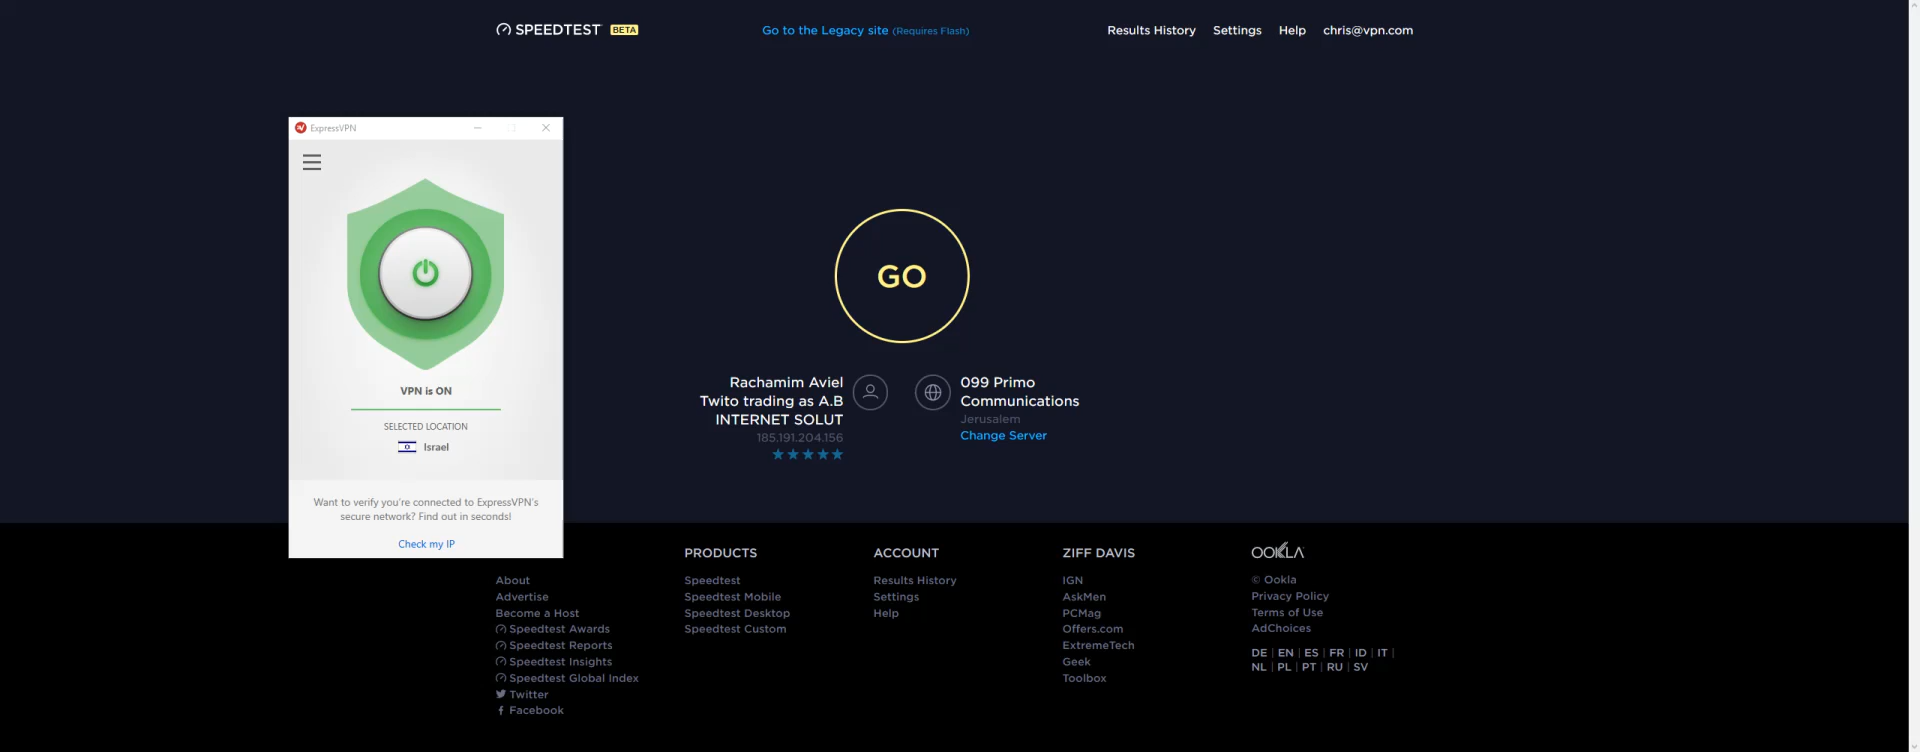 SPEEDTEST BETA
Go to the Legacy site (Requires Flash)
Results History Settings Help chris@vpn.com
ExpressVPN
VPN is ON
SELECTED LOCATION
Israel
Want to verify you're connected to ExpressVPN's
secure network? Find out in seconds!
Check my IP
GO
Rachamim Aviel
Twito trading as A.B
INTERNET SOLUT
185.191.204.156
099 Primo
Communications
Jerusalem
Change Server
About
Advertise
Become a Host
Speedtest Awards
Speedtest Reports
Speedtest Insights
Speedtest Global Index
Twitter
Facebook
PRODUCTS
Speedtest
Speedtest Mobile
Speedtest Desktop
Speedtest Custom
ACCOUNT
Results History
Settings
Help
ZIFF DAVIS
IGN
AskMen
PCMag
Offers.com
ExtremeTech
Geek
Toolbox
OOKLA
© Ookla
Privacy Policy
Terms of Use
AdChoices
DE | EN | ES | FR | ID | IT |
NL | PL | PT | RU | SV